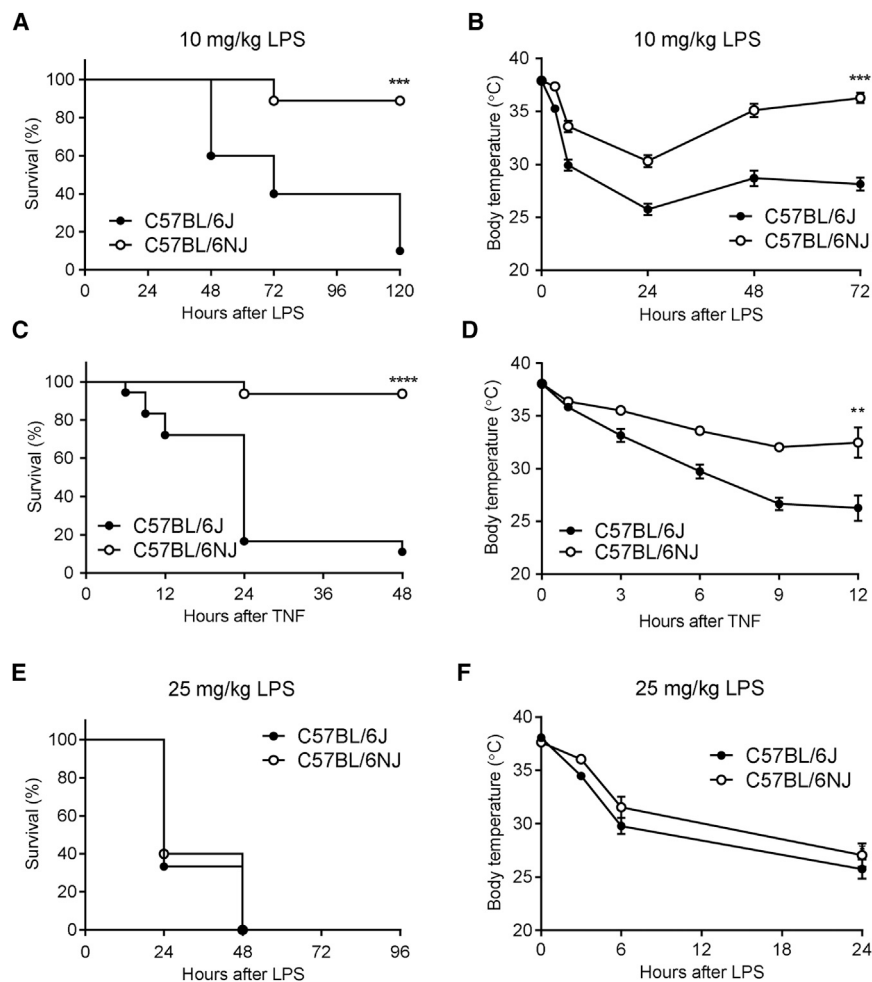 A
10 mg/kg LPS
Survival (%)
100
80
60
40
20
0
***
C57BL/6J
C57BL/6NJ
0 24 48 72 96 120
Hours after LPS
B
10 mg/kg LPS
Body temperature (°C)
40
35
30
25
20
***
C57BL/6J
C57BL/6NJ
0 24 48 72
Hours after LPS
C
Survival (%)
100
80
60
40
20
0
****
C57BL/6J
C57BL/6NJ
0 12 24 36 48
Hours after TNF
D
Body temperature (°C)
40
35
30
25
20
**
C57BL/6J
C57BL/6NJ
0 3 6 9 12
Hours after TNF
E
25 mg/kg LPS
Survival (%)
100
80
60
40
20
0
C57BL/6J
C57BL/6NJ
0 24 48 72 96
Hours after LPS
F
25 mg/kg LPS
Body temperature (°C)
40
35
30
25
20
C57BL/6J
C57BL/6NJ
0 6 12 18 24
Hours after LPS